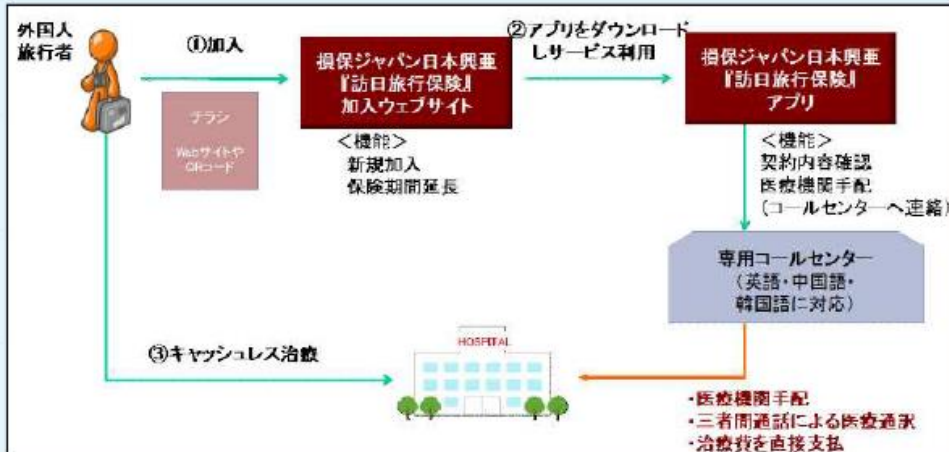 外国人
旅行者
①加入
チラシ
Webサイトや
QRコード
損保ジャパン日本興亜
『訪日旅行保険』
加入ウェブサイト
＜機能＞
新規加入
保険期間延長
②アプリをダウンロード
しサービス利用
損保ジャパン日本興亜
『訪日旅行保険』
アプリ
＜機能＞
契約内容確認
医療機関手配
(コールセンターへ連絡)
専用コールセンター
(英語・中国語・
韓国語に対応)
③キャッシュレス治療
HOSPITAL
・医療機関手配
・三者間通話による医療通訳
・治療費を直接支払